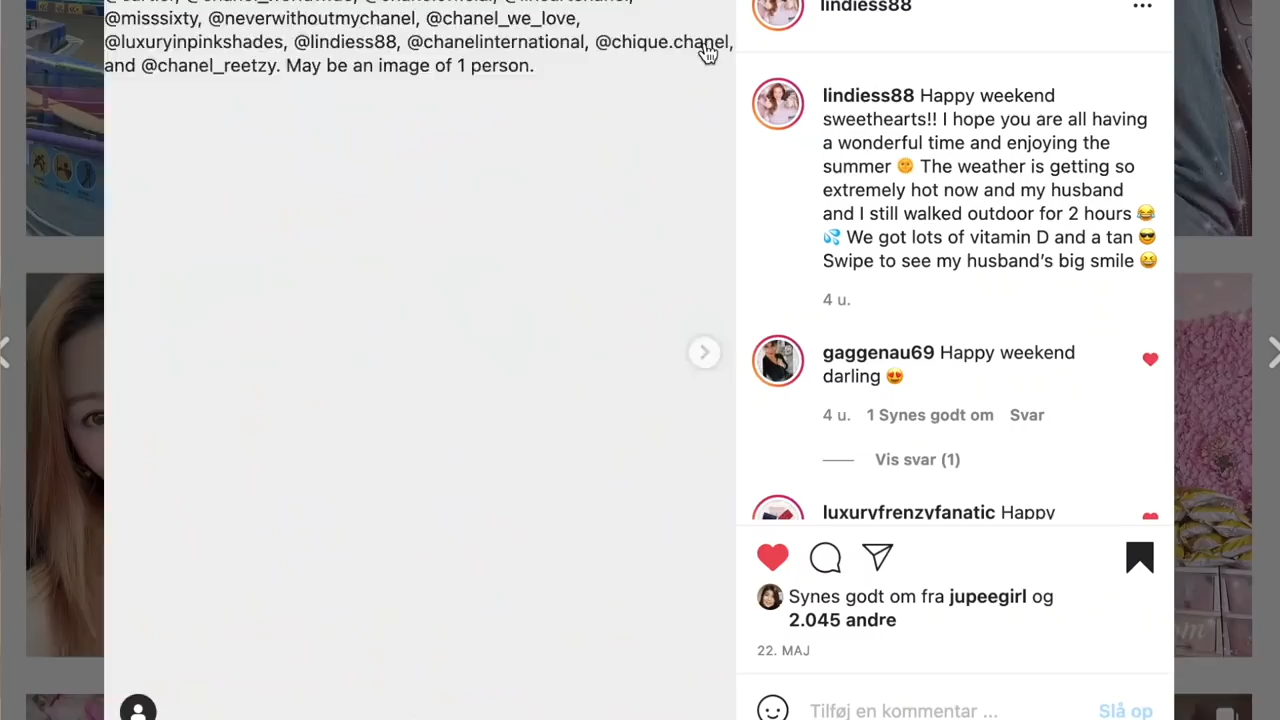 @misssixty, @neverwithoutmychanel, @chanel_we_love,
@luxuryinpinkshades, @lindiess88, @chanelinternational, @chique.chanel,
and @chanel_reetzy. May be an image of 1 person.
lindiess88
lindiess88 Happy weekend
sweethearts!! I hope you are all having
a wonderful time and enjoying the
summer 🌞 The weather is getting so
extremely hot now and my husband
and I still walked outdoor for 2 hours 😂
💦 We got lots of vitamin D and a tan 😎
Swipe to see my husband’s big smile 😆
4 u.
gaggenau69 Happy weekend
darling 😍
4 u. 1 Synes godt om Svar
Vis svar (1)
luxuryfrenzyfanatic Happy
Synes godt om fra jupeegirl og
2.045 andre
22. MAJ
Tilføj en kommentar ...
Slå op